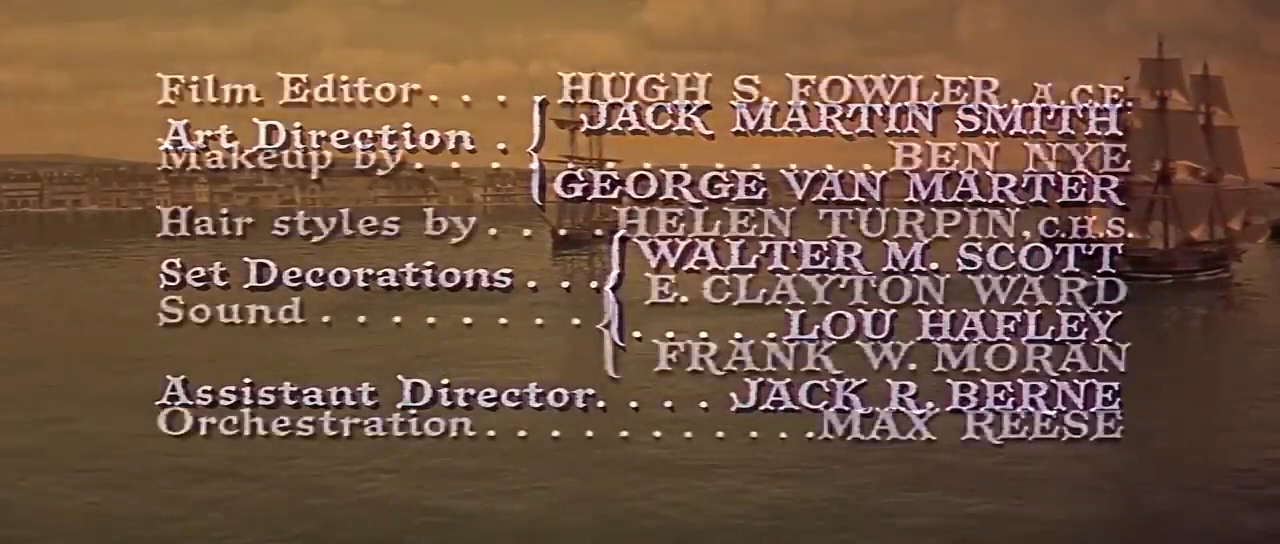 Film Editor . . . . HUGH S. FOWLER, A.C.E.
Art Direction . { JACK MARTIN SMITH
Makeup by . . . . . . . . . . . . BEN NYE
GEORGE VAN MARTER
Hair styles by . . . . HELEN TURPIN, C.H.S.
WALTER M. SCOTT
Set Decorations . . . {
E. CLAYTON WARD
Sound . . . . . . . . {
. . . . . LOU HAFLEY
FRANK W. MORAN
Assistant Director . . . . JACK R. BERNE
Orchestration . . . . . . . . . . . . MAX REESE